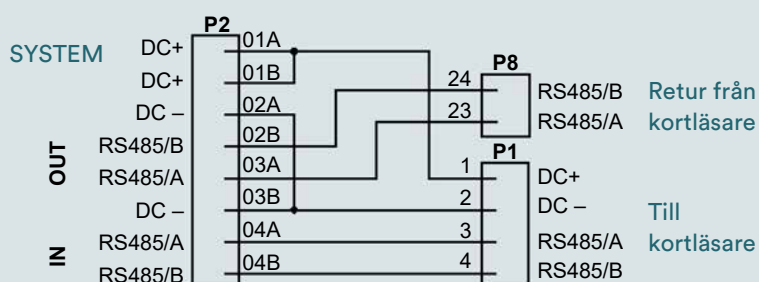 SYSTEM
P2
DC+ 01A
DC+ 01B
DC – 02A
OUT
RS485/B 02B
RS485/A 03A
DC – 03B
IN
RS485/A 04A
RS485/B 04B
P8
24 RS485/B
23 RS485/A
Retur från
kortläsare
P1
1 DC+
2 DC –
3 RS485/A
4 RS485/B
Till
kortläsare